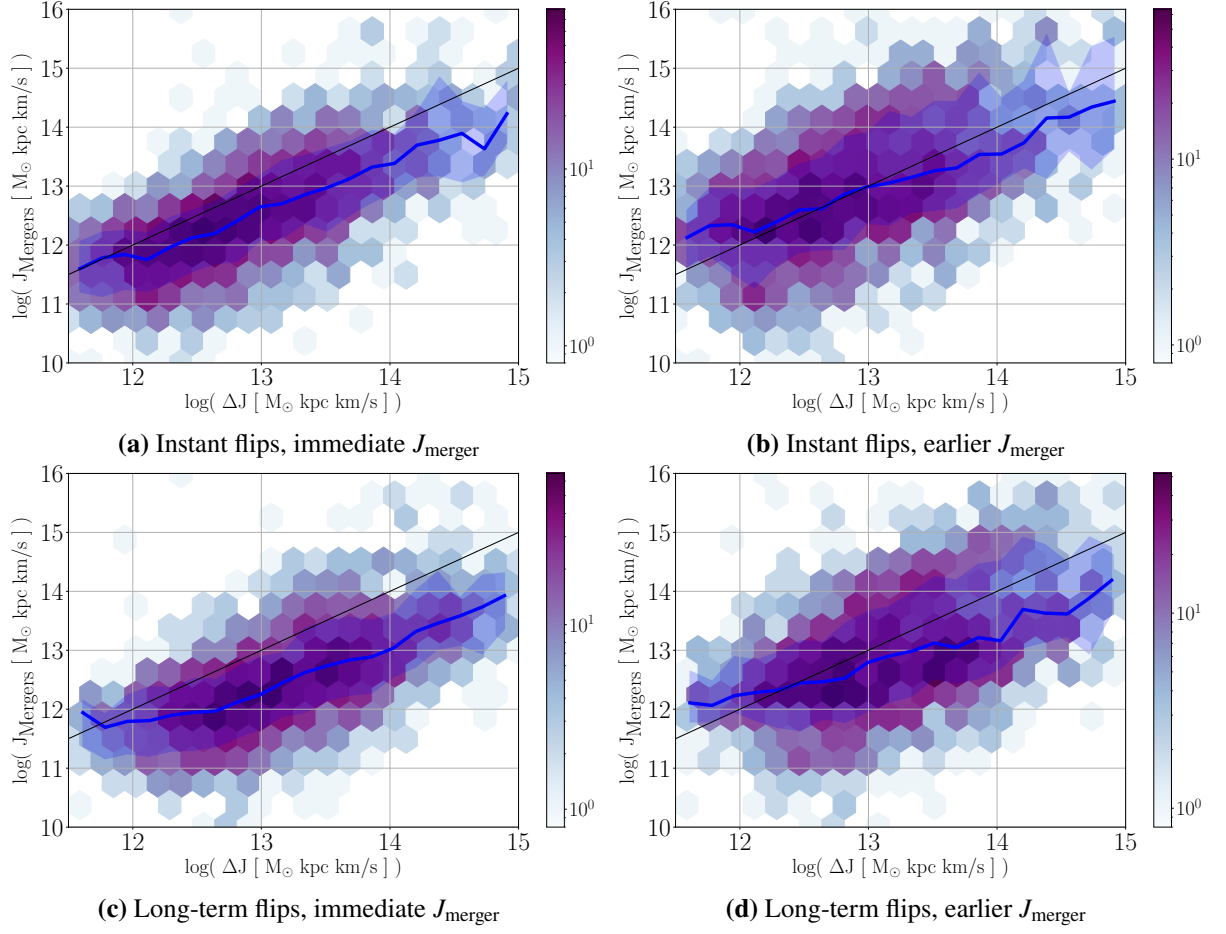 16
15
14
13
12
11
10
log( J_Mergers [ M_⊙ kpc km/s ] )
12 13 14 15
log( ΔJ [ M_⊙ kpc km/s ] )
10^1
10^0
(a) Instant flips, immediate J_merger
16
15
14
13
12
11
10
log( J_Mergers [ M_⊙ kpc km/s ] )
12 13 14 15
log( ΔJ [ M_⊙ kpc km/s ] )
10^1
10^0
(b) Instant flips, earlier J_merger
16
15
14
13
12
11
10
log( J_Mergers [ M_⊙ kpc km/s ] )
12 13 14 15
log( ΔJ [ M_⊙ kpc km/s ] )
10^1
10^0
(c) Long-term flips, immediate J_merger
16
15
14
13
12
11
10
log( J_Mergers [ M_⊙ kpc km/s ] )
12 13 14 15
log( ΔJ [ M_⊙ kpc km/s ] )
10^1
10^0
(d) Long-term flips, earlier J_merger